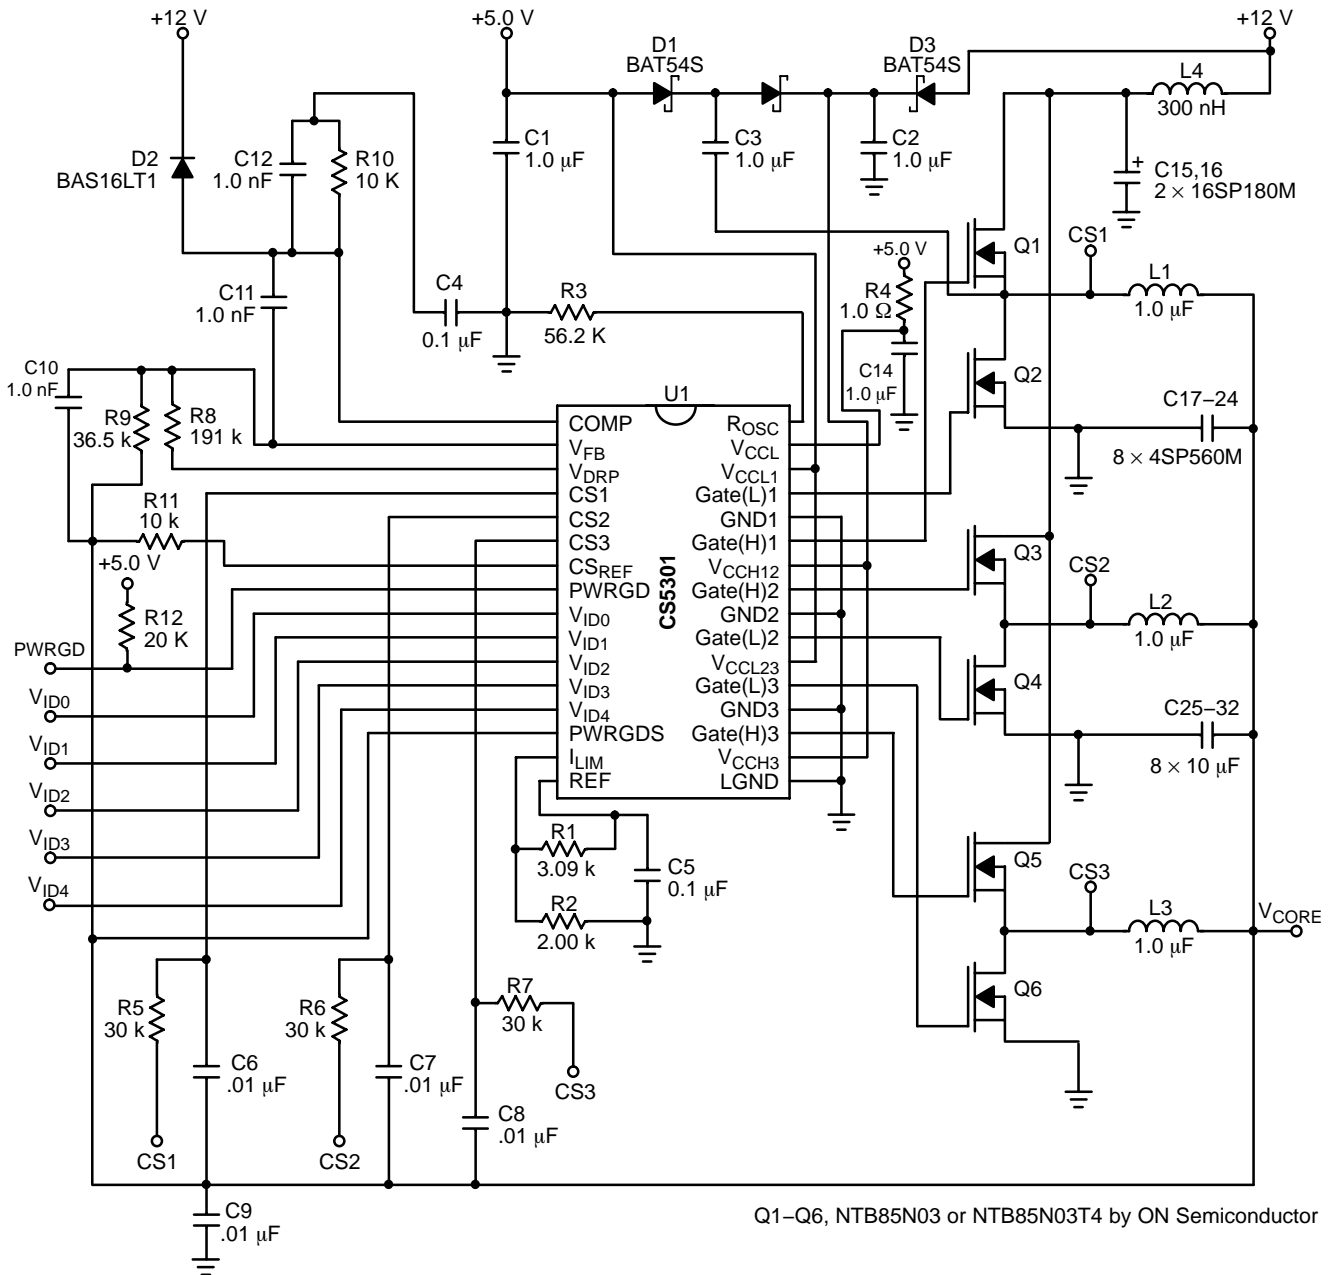 +12 V
+5.0 V
+12 V
D1
BAT54S
D3
BAT54S
L4
300 nH
D2
BAS16LT1
C12
1.0 nF
R10
10 K
C1
1.0 µF
C3
1.0 µF
C2
1.0 µF
C15,16
2 × 16SP180M
+
C11
1.0 nF
C4
0.1 µF
R3
56.2 K
+5.0 V
R4
1.0 Ω
C14
1.0 µF
Q1
CS1
L1
1.0 µF
Q2
C17–24
8 × 4SP560M
C10
1.0 nF
R9
36.5 k
R8
191 k
R11
10 k
+5.0 V
R12
20 K
PWRGD
VID0
VID1
VID2
VID3
VID4
U1
CS5301
COMP
VFB
VDRP
CS1
CS2
CS3
CSREF
PWRGD
VID0
VID1
VID2
VID3
VID4
PWRGDS
ILIM
REF
ROSC
VCCL
VCCL1
Gate(L)1
GND1
Gate(H)1
VCCH12
Gate(H)2
GND2
Gate(L)2
VCCL23
Gate(L)3
GND3
Gate(H)3
VCCH3
LGND
Q3
CS2
L2
1.0 µF
Q4
C25–32
8 × 10 µF
R1
3.09 k
R2
2.00 k
C5
0.1 µF
Q5
CS3
L3
1.0 µF
VCORE
Q6
R5
30 k
R6
30 k
R7
30 k
C6
.01 µF
C7
.01 µF
C8
.01 µF
CS1
CS2
CS3
C9
.01 µF
Q1–Q6, NTB85N03 or NTB85N03T4 by ON Semiconductor